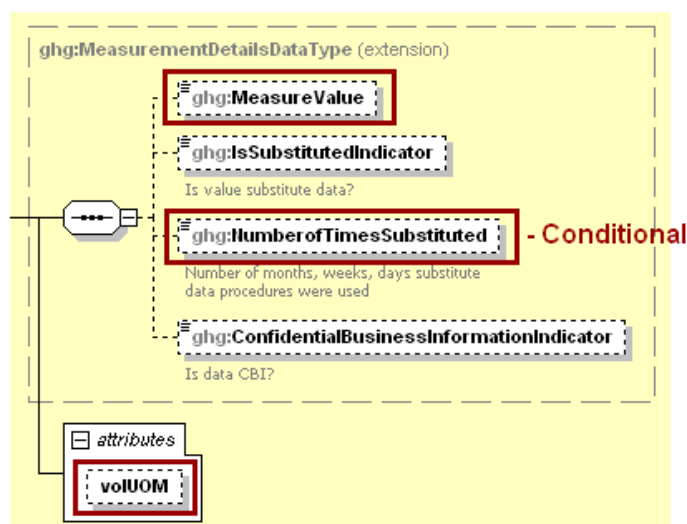 ghg:MeasurementDetailsDataType (extension)
ghg:MeasureValue
ghg:IsSubstitutedIndicator
Is value substitute data?
ghg:NumberofTimesSubstituted - Conditional
Number of months, weeks, days substitute
data procedures were used
ghg:ConfidentialBusinessInformationIndicator
Is data CBI?
attributes
volUOM